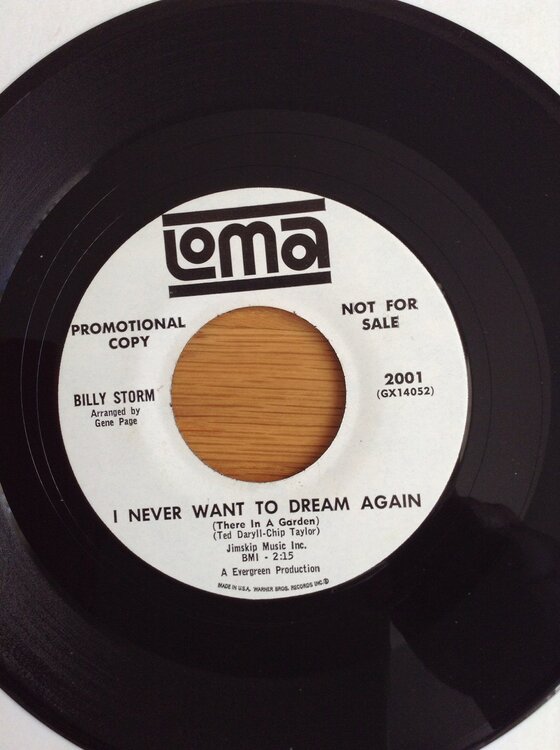 Loma
PROMOTIONAL
COPY
NOT FOR
SALE
BILLY STORM
Arranged by
Gene Page
2001
(GX14052)
I NEVER WANT TO DREAM AGAIN
(There In A Garden)
(Ted Daryll-Chip Taylor)
Jimskip Music Inc.
BMI - 2:15
A Evergreen Production
MADE IN U.S.A. WARNER BROS. RECORDS INC. ℗